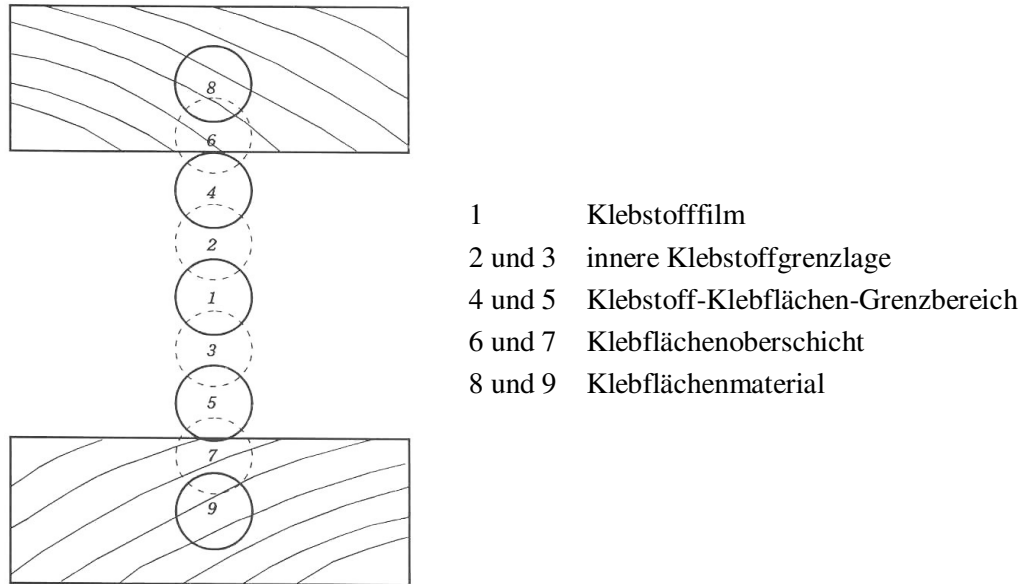 8
6
4
2
1
3
5
7
9
1 Klebstofffilm
2 und 3 innere Klebstoffgrenzlage
4 und 5 Klebstoff-Klebflächen-Grenzbereich
6 und 7 Klebflächenoberschicht
8 und 9 Klebflächenmaterial